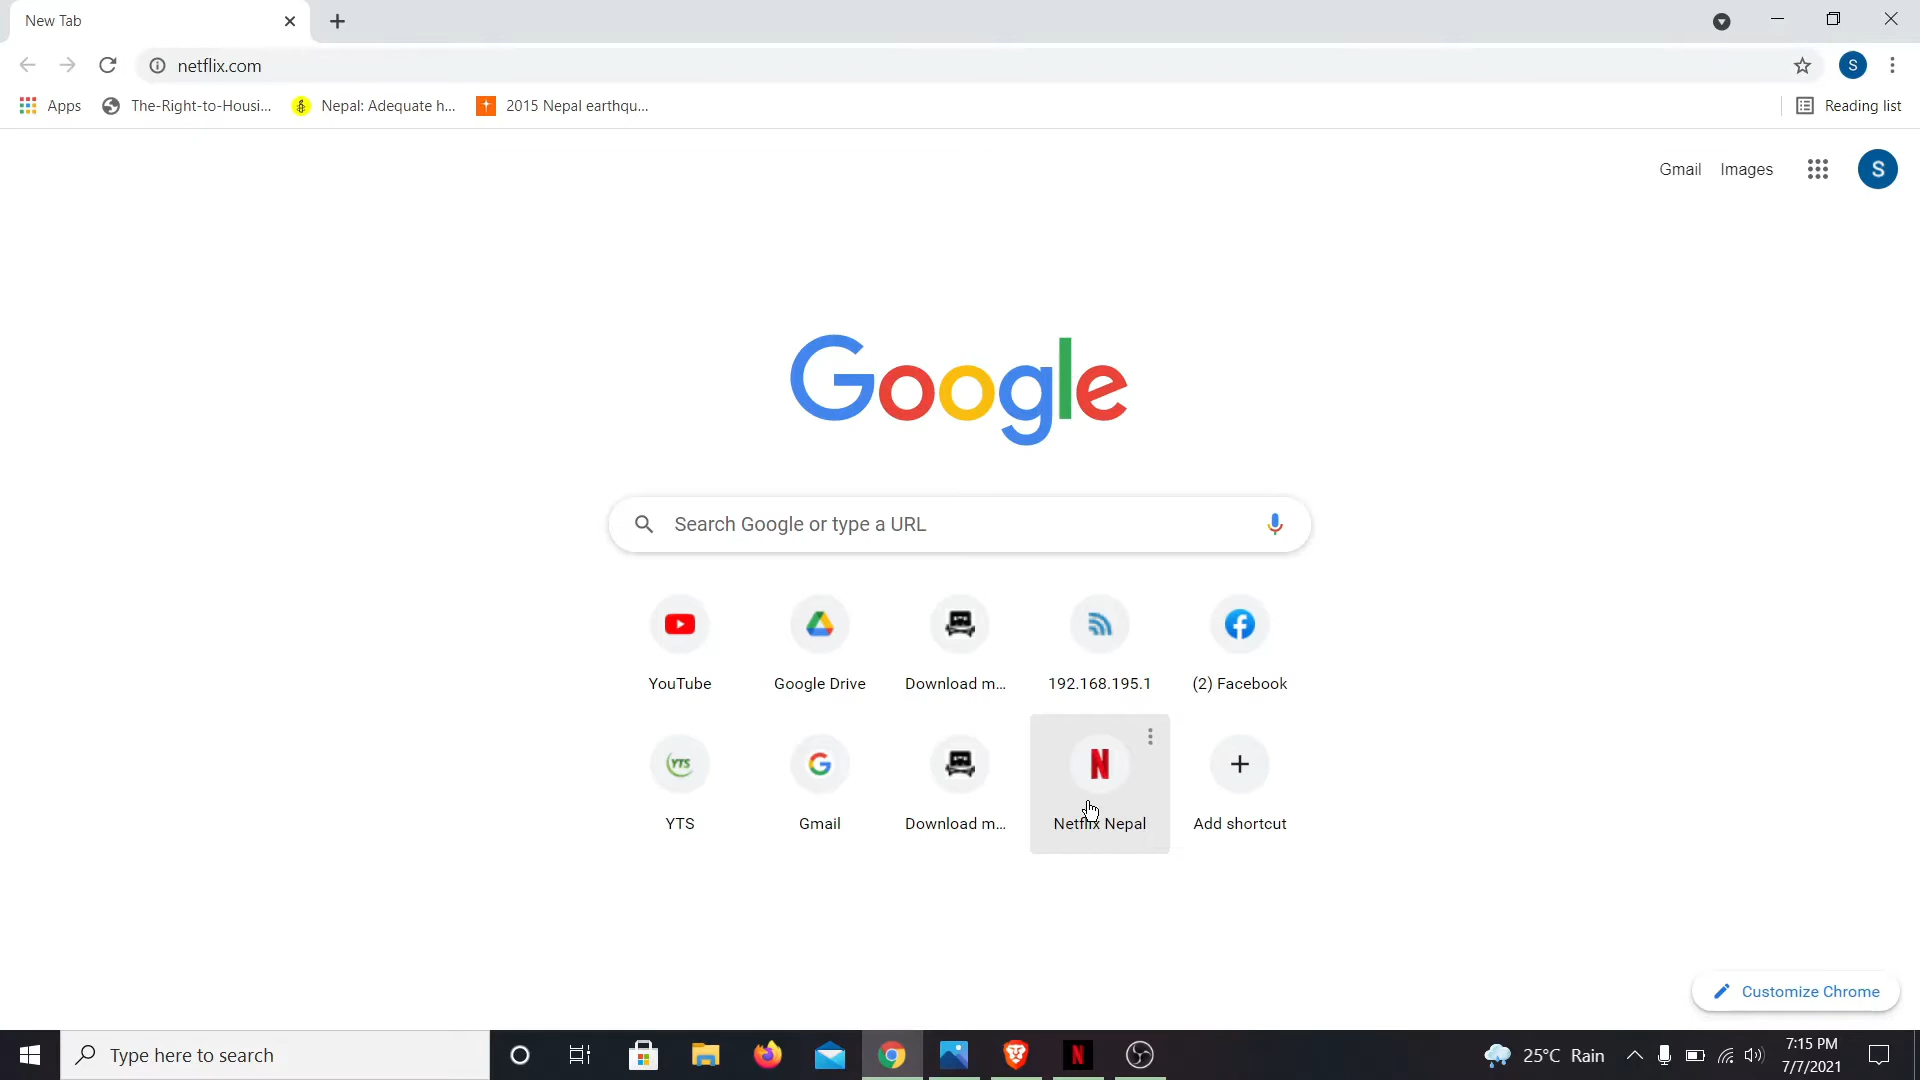 New Tab
netflix.com
S
Apps
The-Right-to-Housi...
Nepal: Adequate h...
2015 Nepal earthqu...
Reading list
Gmail
Images
S
Google
Search Google or type a URL
YouTube
Google Drive
Download m...
192.168.195.1
(2) Facebook
YTS
N
YTS
Gmail
Download m...
Netflix Nepal
Add shortcut
Customize Chrome
Type here to search
N
25°C Rain
7:15 PM
7/7/2021